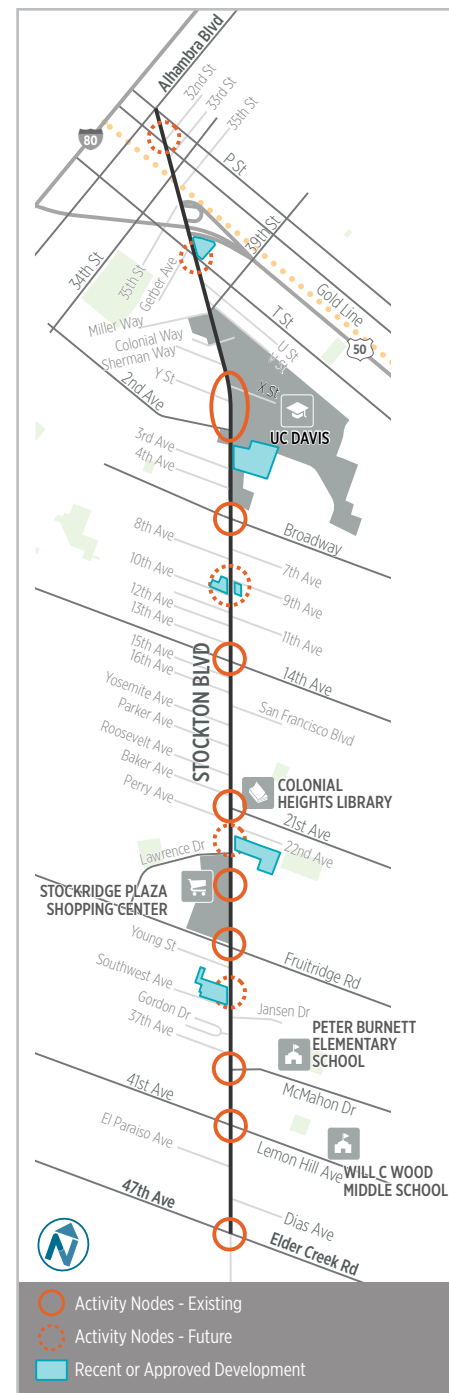 Alhambra Blvd
32nd St
33rd St
35th St
80
P St
39th St
34th St
35th St
Gerber Ave
Gold Line
T St
50
Miller Way
Colonial Way
Sherman Way
U St
V St
Y St
X St
2nd Ave
UC DAVIS
3rd Ave
4th Ave
Broadway
8th Ave
7th Ave
10th Ave
9th Ave
12th Ave
13th Ave
11th Ave
15th Ave
16th Ave
14th Ave
STOCKTON BLVD
Yosemite Ave
Parker Ave
San Francisco Blvd
Roosevelt Ave
Baker Ave
Perry Ave
COLONIAL
HEIGHTS LIBRARY
21st Ave
22nd Ave
Lawrence Dr
STOCKRIDGE PLAZA
SHOPPING CENTER
Young St
Fruitridge Rd
Southwest Ave
Gordon Dr
Jansen Dr
37th Ave
PETER BURNETT
ELEMENTARY
SCHOOL
McMahon Dr
41st Ave
El Paraiso Ave
Lemon Hill Ave
WILL C WOOD
MIDDLE SCHOOL
47th Ave
Dias Ave
Elder Creek Rd
N
Activity Nodes - Existing
Activity Nodes - Future
Recent or Approved Development